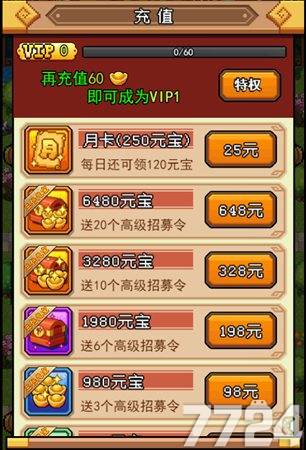 充值
VIP 0
0/60
再充值60
即可成为VIP1
特权
月卡(250元宝)
每日还可领120元宝
25元
6480元宝
送20个高级招募令
648元
3280元宝
送10个高级招募令
328元
1980元宝
送6个高级招募令
198元
980元宝
送3个高级招募令
98元
7724